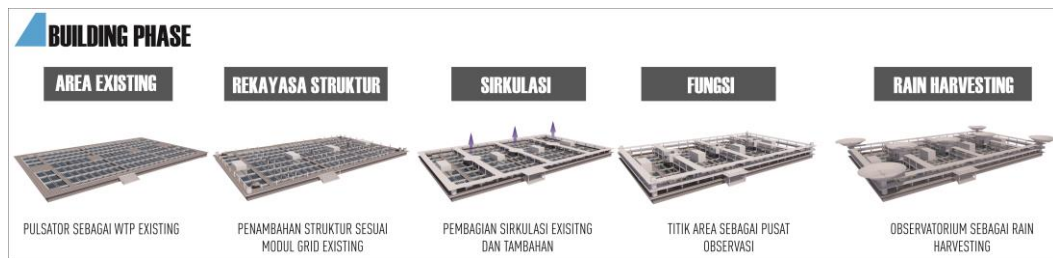 BUILDING PHASE
AREA EXISTING
REKAYASA STRUKTUR
SIRKULASI
FUNGSI
RAIN HARVESTING
PULSATOR SEBAGAI WTP EXISTING
PENAMBAHAN STRUKTUR SESUAI
MODUL GRID EXISTING
PEMBAGIAN SIRKULASI EXISITNG
DAN TAMBAHAN
TITIK AREA SEBAGAI PUSAT
OBSERVASI
OBSERVATORIUM SEBAGAI RAIN
HARVESTING